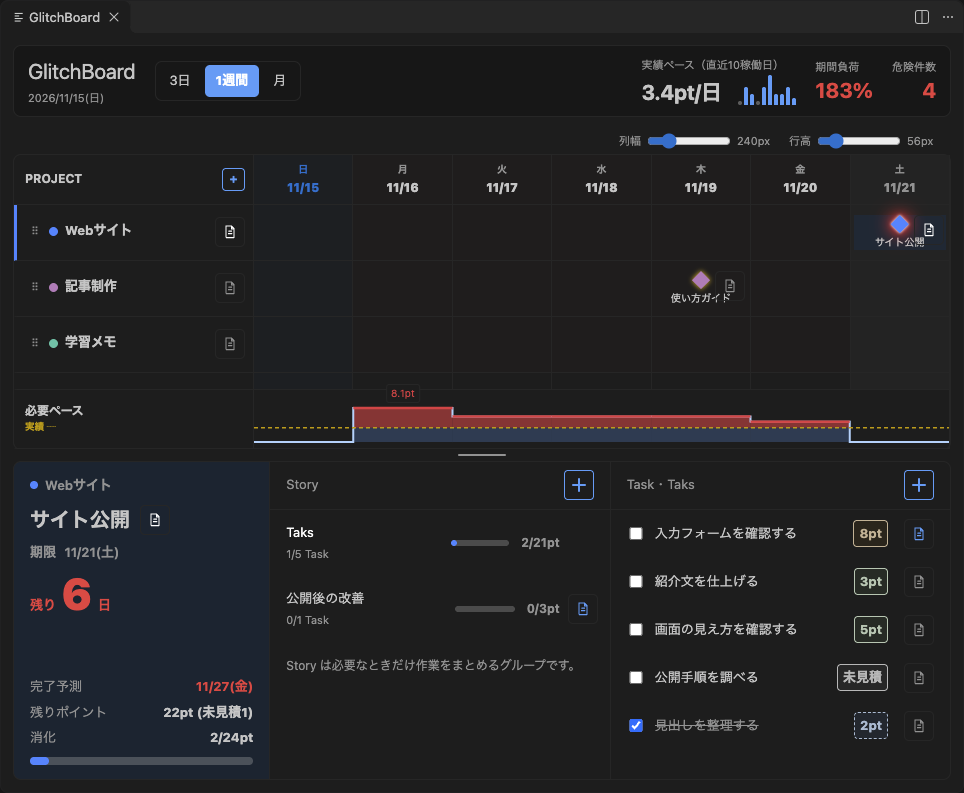 GlitchBoard
GlitchBoard
2026/11/15(日)
3日
1週間
月
実績ペース（直近10稼働日）
3.4pt/日
期間負荷
183%
危険件数
4
列幅
240px
行高
56px
PROJECT
+
日
11/15
月
11/16
火
11/17
水
11/18
木
11/19
金
11/20
土
11/21
Webサイト
サイト公開
記事制作
使い方ガイド
学習メモ
必要ペース
実績
8.1pt
Webサイト
サイト公開
期限 11/21(土)
残り 6 日
完了予測 11/27(金)
残りポイント 22pt (未見積1)
消化 2/24pt
Story
+
Taks
1/5 Task
2/21pt
公開後の改善
0/1 Task
0/3pt
Story は必要なときだけ作業をまとめるグループです。
Task・Taks
+
入力フォームを確認する 8pt
紹介文を仕上げる 3pt
画面の見え方を確認する 5pt
公開手順を調べる 未見積
見出しを整理する 2pt